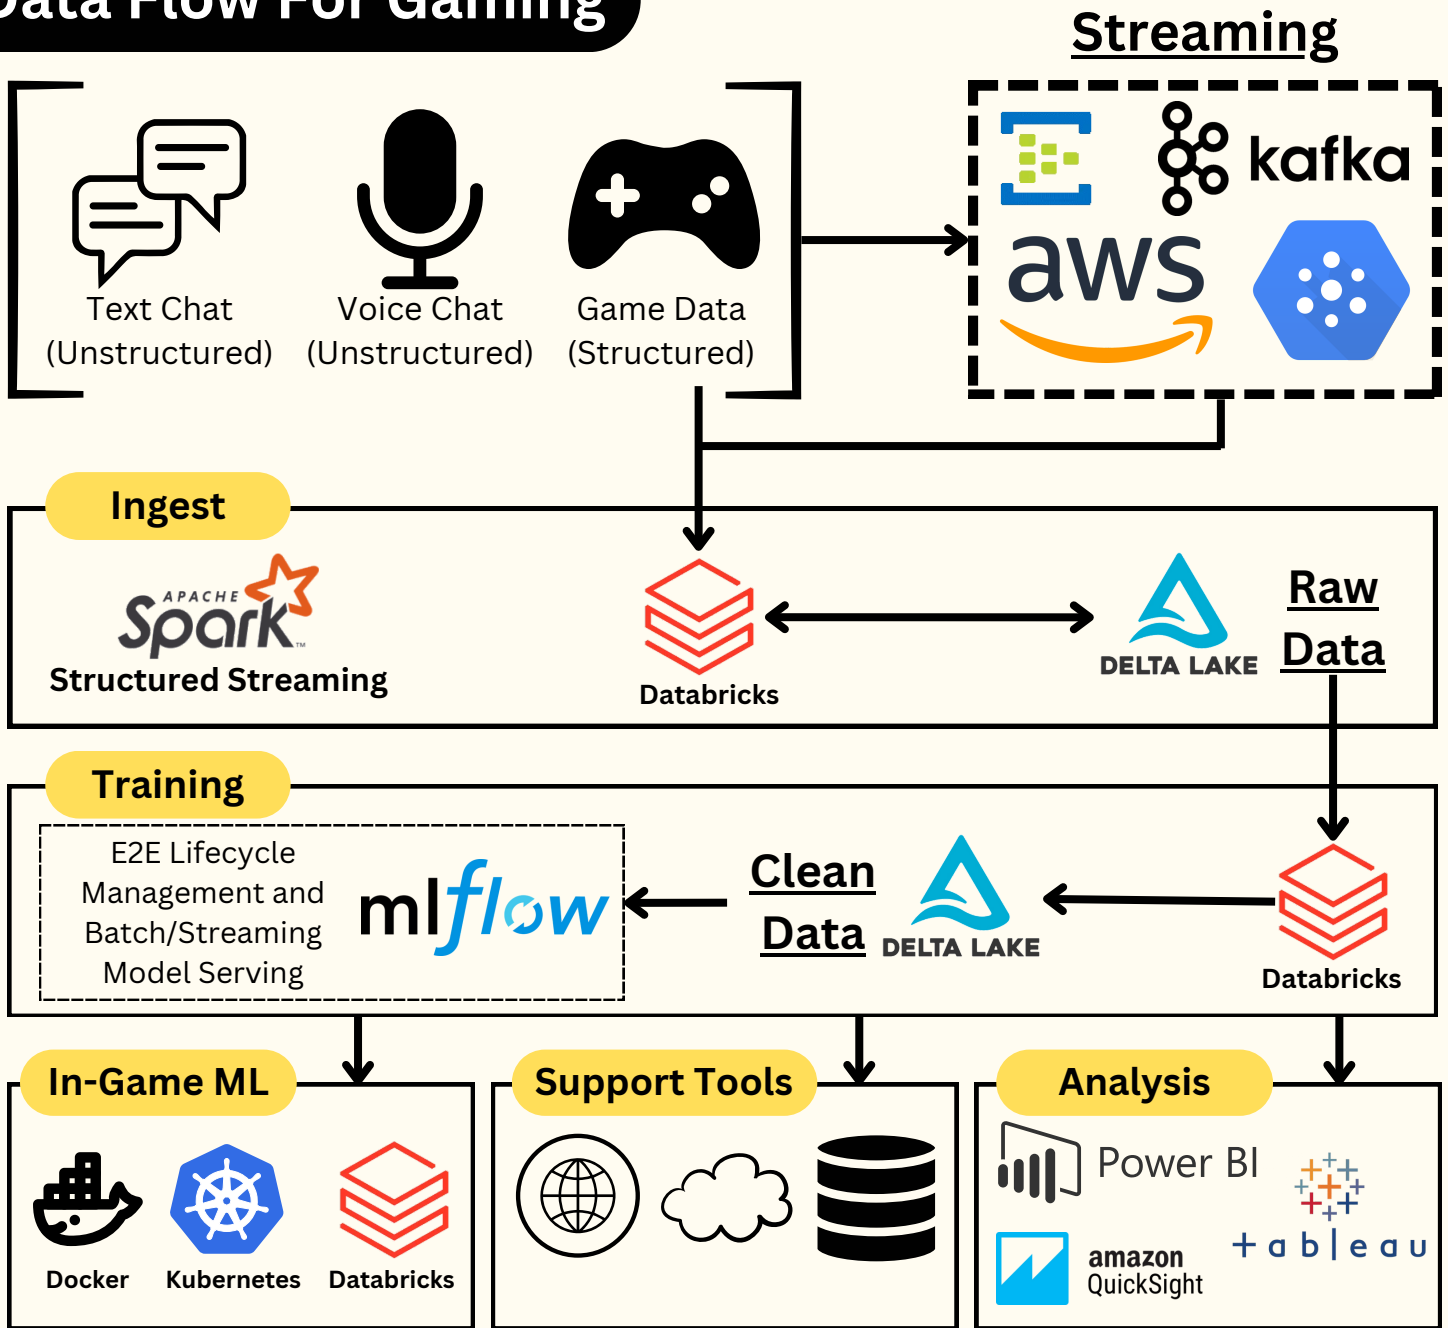 Data Flow For Gaming
Streaming
kafka
aws
Text Chat
(Unstructured)
Voice Chat
(Unstructured)
Game Data
(Structured)
Ingest
APACHE
Spark
TM
Structured Streaming
Databricks
DELTA LAKE
Raw
Data
Training
E2E Lifecycle
Management and
Batch/Streaming
Model Serving
mlflow
Clean
Data
DELTA LAKE
Databricks
In-Game ML
Docker
Kubernetes
Databricks
Support Tools
Analysis
Power BI
tableau
amazon
QuickSight